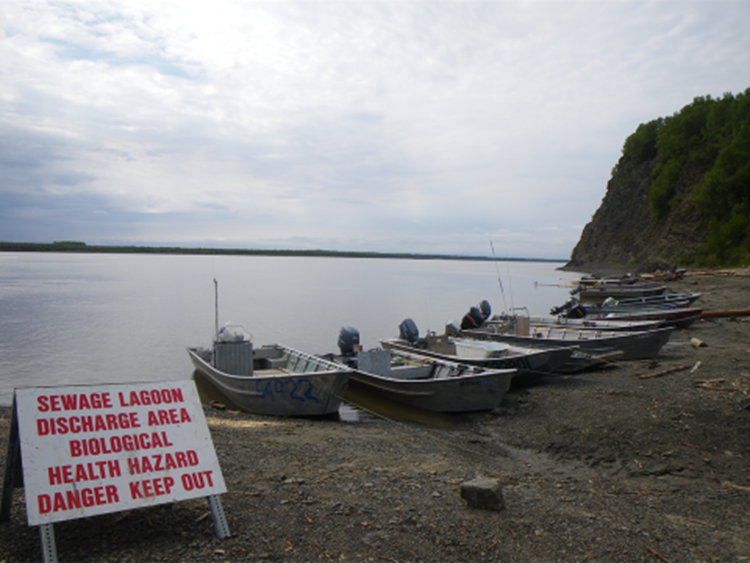 SEWAGE LAGOON
DISCHARGE AREA
BIOLOGICAL
HEALTH HAZARD
DANGER KEEP OUT